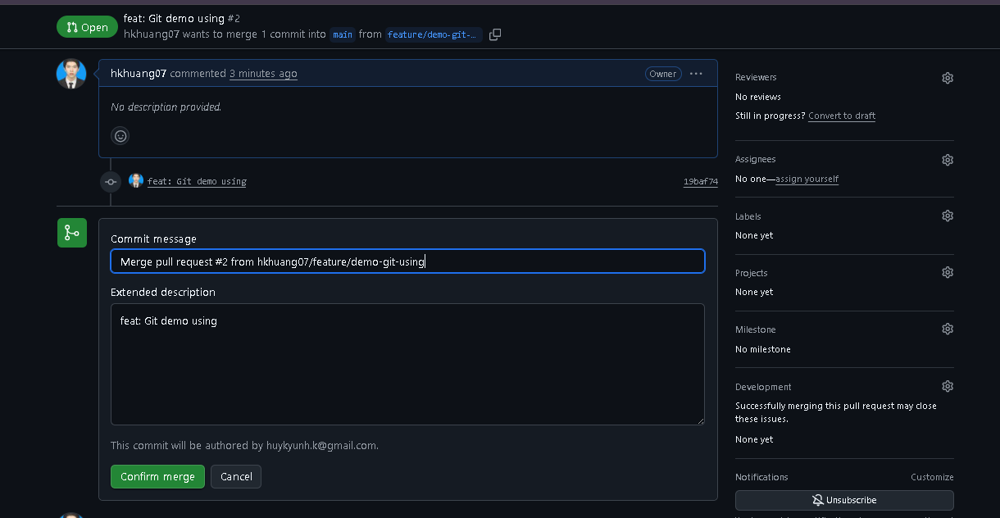 Open
feat: Git demo using #2
hkhuang07 wants to merge 1 commit into main from feature/demo-git-...
hkhuang07 commented 3 minutes ago
Owner
No description provided.
feat: Git demo using
19baf74
Commit message
Merge pull request #2 from hkhuang07/feature/demo-git-using
Extended description
feat: Git demo using
This commit will be authored by huykyunh.k@gmail.com.
Confirm merge
Cancel
Reviewers
No reviews
Still in progress? Convert to draft
Assignees
No one—assign yourself
Labels
None yet
Projects
None yet
Milestone
No milestone
Development
Successfully merging this pull request may close
these issues.
None yet
Notifications
Customize
Unsubscribe